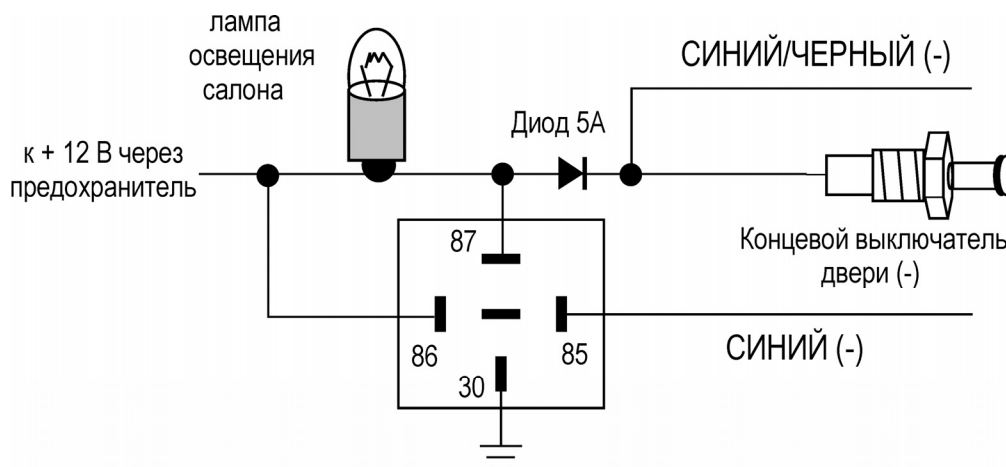 лампа
освещения
салона
СИНИЙ/ЧЕРНЫЙ (-)
Диод 5А
к + 12 В через
предохранитель
Концевой выключатель
двери (-)
87
86
85
30
СИНИЙ (-)